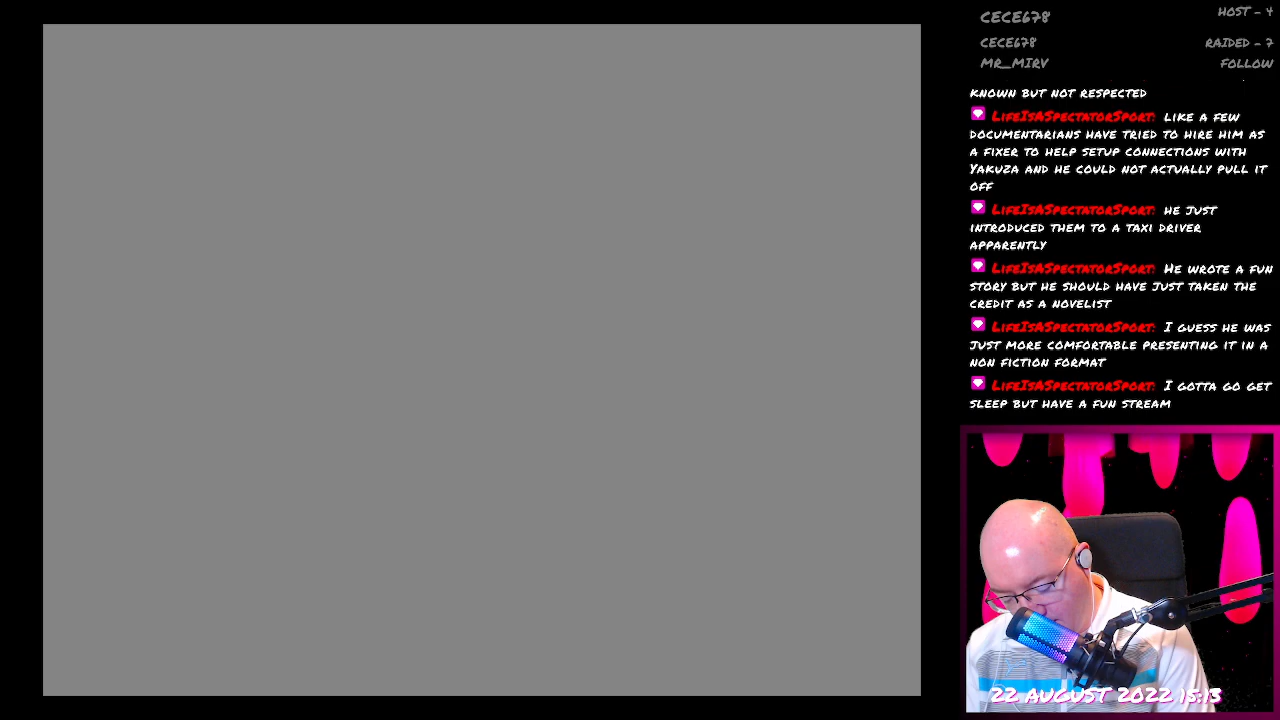 CECE678 HOST - 4
CECE678 RAIDED - 7
MR_MIRV FOLLOW
KNOWN BUT NOT RESPECTED
LIFEISASPECTATORSPORT: LIKE A FEW
DOCUMENTARIANS HAVE TRIED TO HIRE HIM AS
A FIXER TO HELP SETUP CONNECTIONS WITH
YAKUZA AND HE COULD NOT ACTUALLY PULL IT
OFF
LIFEISASPECTATORSPORT: HE JUST
INTRODUCED THEM TO A TAXI DRIVER
APPARENTLY
LIFEISASPECTATORSPORT: HE WROTE A FUN
STORY BUT HE SHOULD HAVE JUST TAKEN THE
CREDIT AS A NOVELIST
LIFEISASPECTATORSPORT: I GUESS HE WAS
JUST MORE COMFORTABLE PRESENTING IT IN A
NON FICTION FORMAT
LIFEISASPECTATORSPORT: I GOTTA GO GET
SLEEP BUT HAVE A FUN STREAM
22 AUGUST 2022 15:13